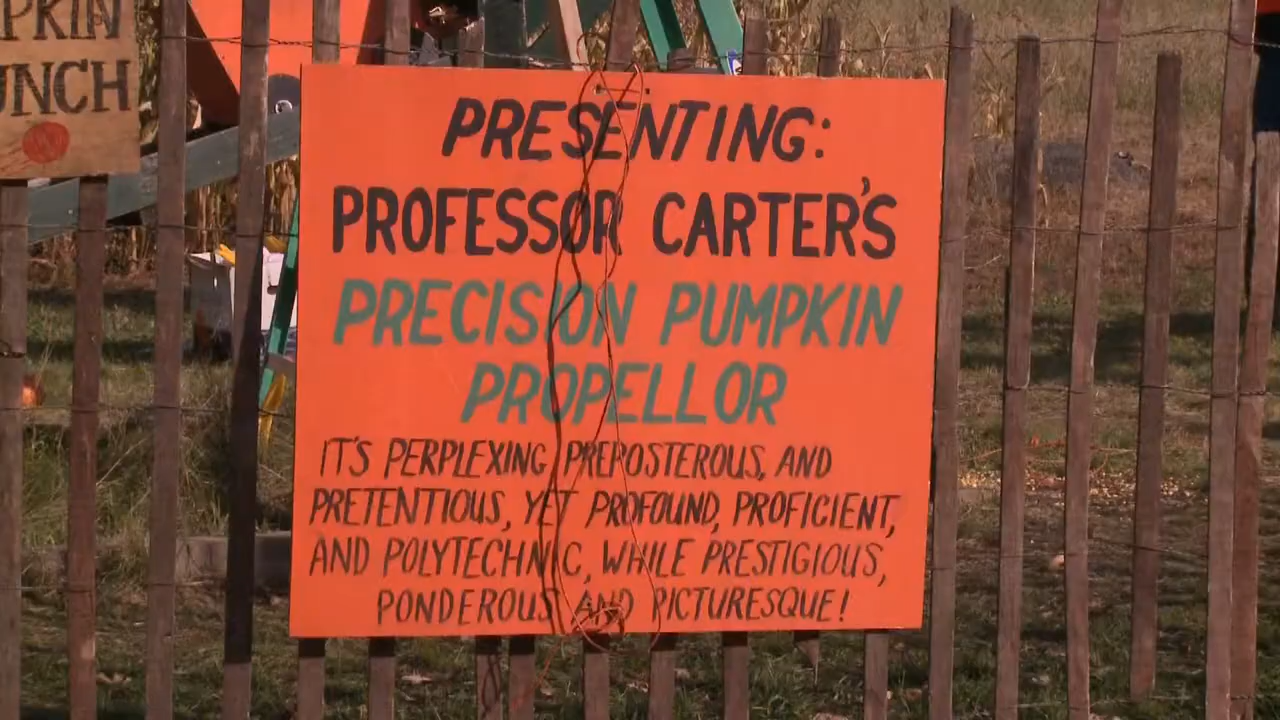 PRESENTING:
PROFESSOR CARTER'S
PRECISION PUMPKIN
PROPELLOR
IT'S PERPLEXING, PREPOSTEROUS, AND
PRETENTIOUS, YET PROFOUND, PROFICIENT,
AND POLYTECHNIC, WHILE PRESTIGIOUS,
PONDEROUS AND PICTURESQUE!